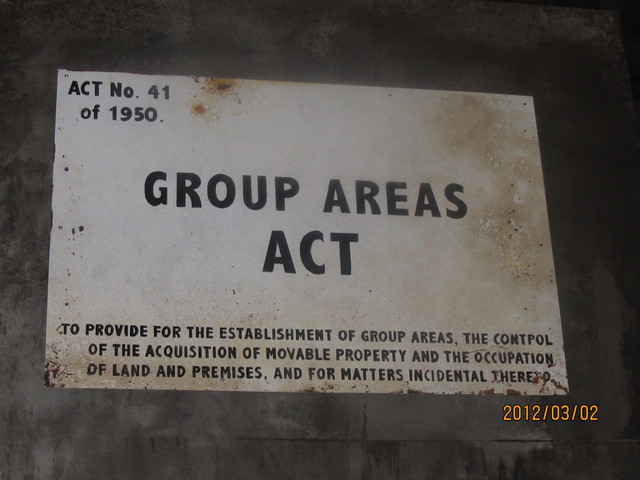 ACT No. 41
of 1950.
GROUP AREAS
ACT
TO PROVIDE FOR THE ESTABLISHMENT OF GROUP AREAS, THE CONTPOL
OF THE ACQUISITION OF MOVABLE PROPERTY AND THE OCCUPATION
OF LAND AND PREMISES, AND FOR MATTERS INCIDENTAL THERETO.
2012/03/02